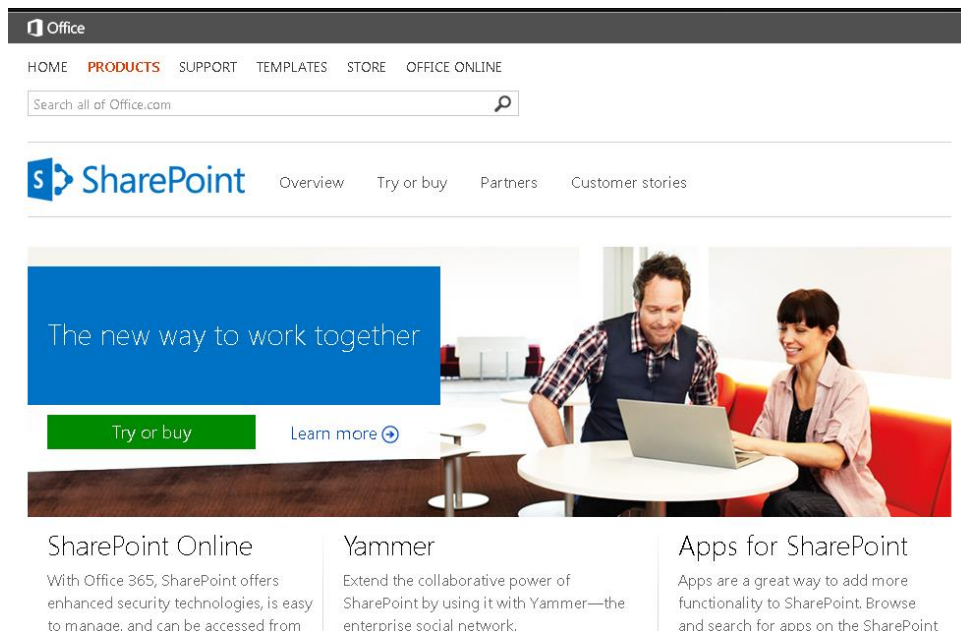 Office
HOME PRODUCTS SUPPORT TEMPLATES STORE OFFICE ONLINE
Search all of Office.com
S SharePoint Overview Try or buy Partners Customer stories
The new way to work together
Try or buy Learn more
SharePoint Online
With Office 365, SharePoint offers
enhanced security technologies, is easy
to manage, and can be accessed from
Yammer
Extend the collaborative power of
SharePoint by using it with Yammer—the
enterprise social network.
Apps for SharePoint
Apps are a great way to add more
functionality to SharePoint. Browse
and search for apps on the SharePoint